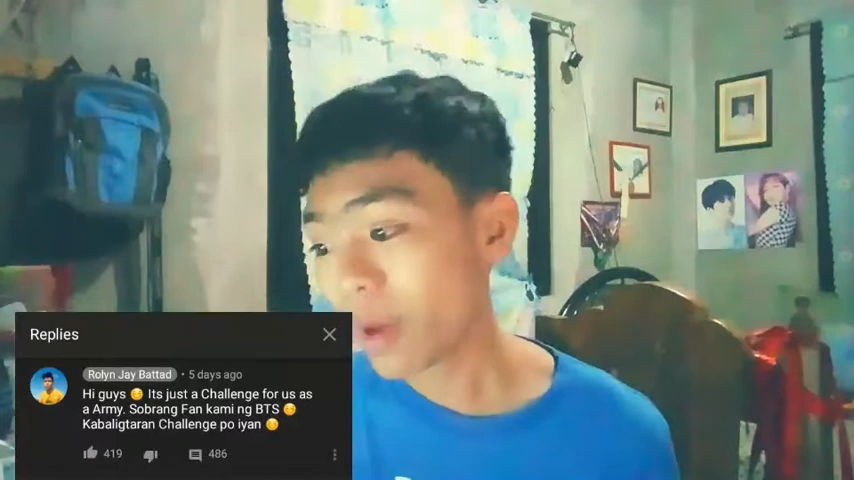 Replies
Rolyn Jay Battad • 5 days ago
Hi guys 😊 Its just a Challenge for us as
a Army. Sobrang Fan kami ng BTS 😊
Kabaligtaran Challenge po iyan 😊
419
486